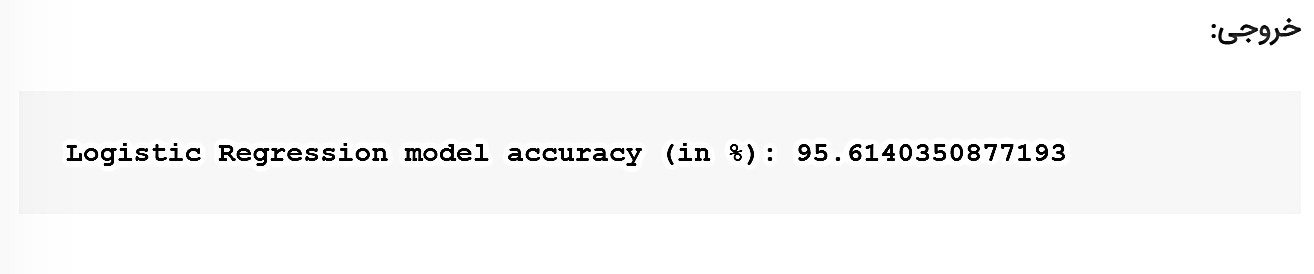 خروجی:
Logistic Regression model accuracy (in %): 95.6140350877193